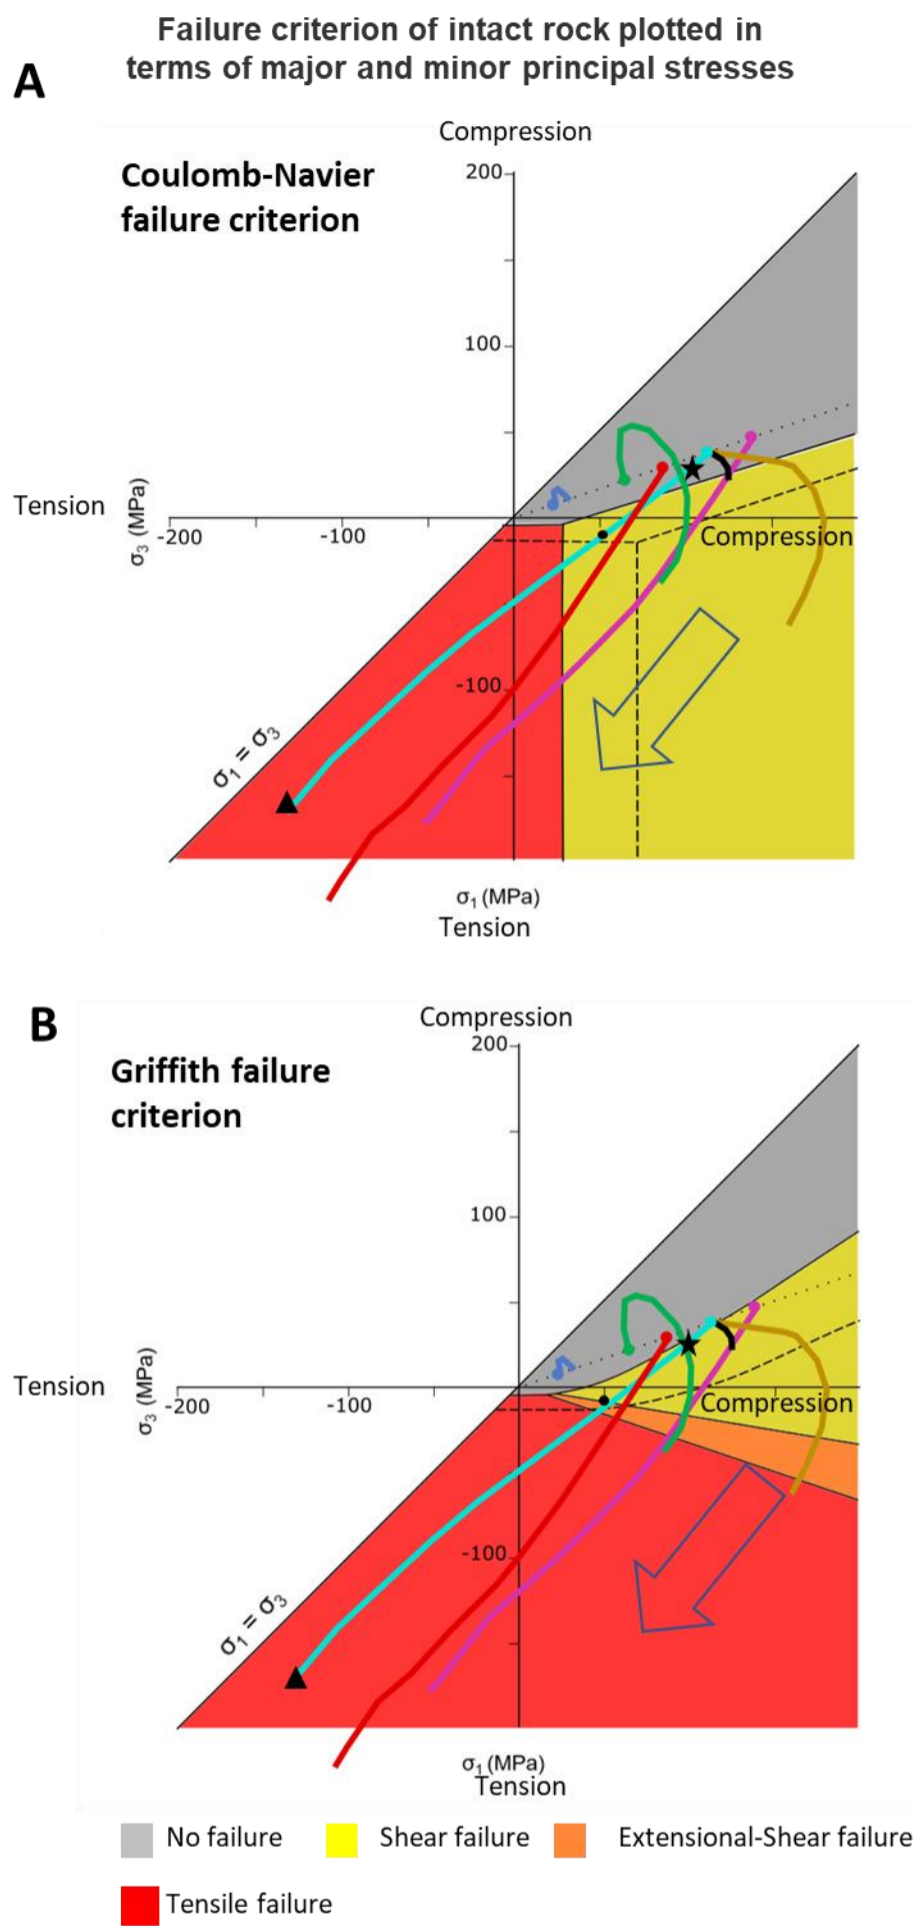 Failure criterion of intact rock plotted in
terms of major and minor principal stresses
A
Compression
Coulomb-Navier
failure criterion
200
100
Tension
σ3 (MPa)
-200
-100
Compression
-100
σ1 = σ3
σ1 (MPa)
Tension
B
Compression
Griffith failure
criterion
200
100
Tension
σ3 (MPa)
-200
-100
Compression
-100
σ1 = σ3
σ1 (MPa)
Tension
No failure
Shear failure
Extensional-Shear failure
Tensile failure